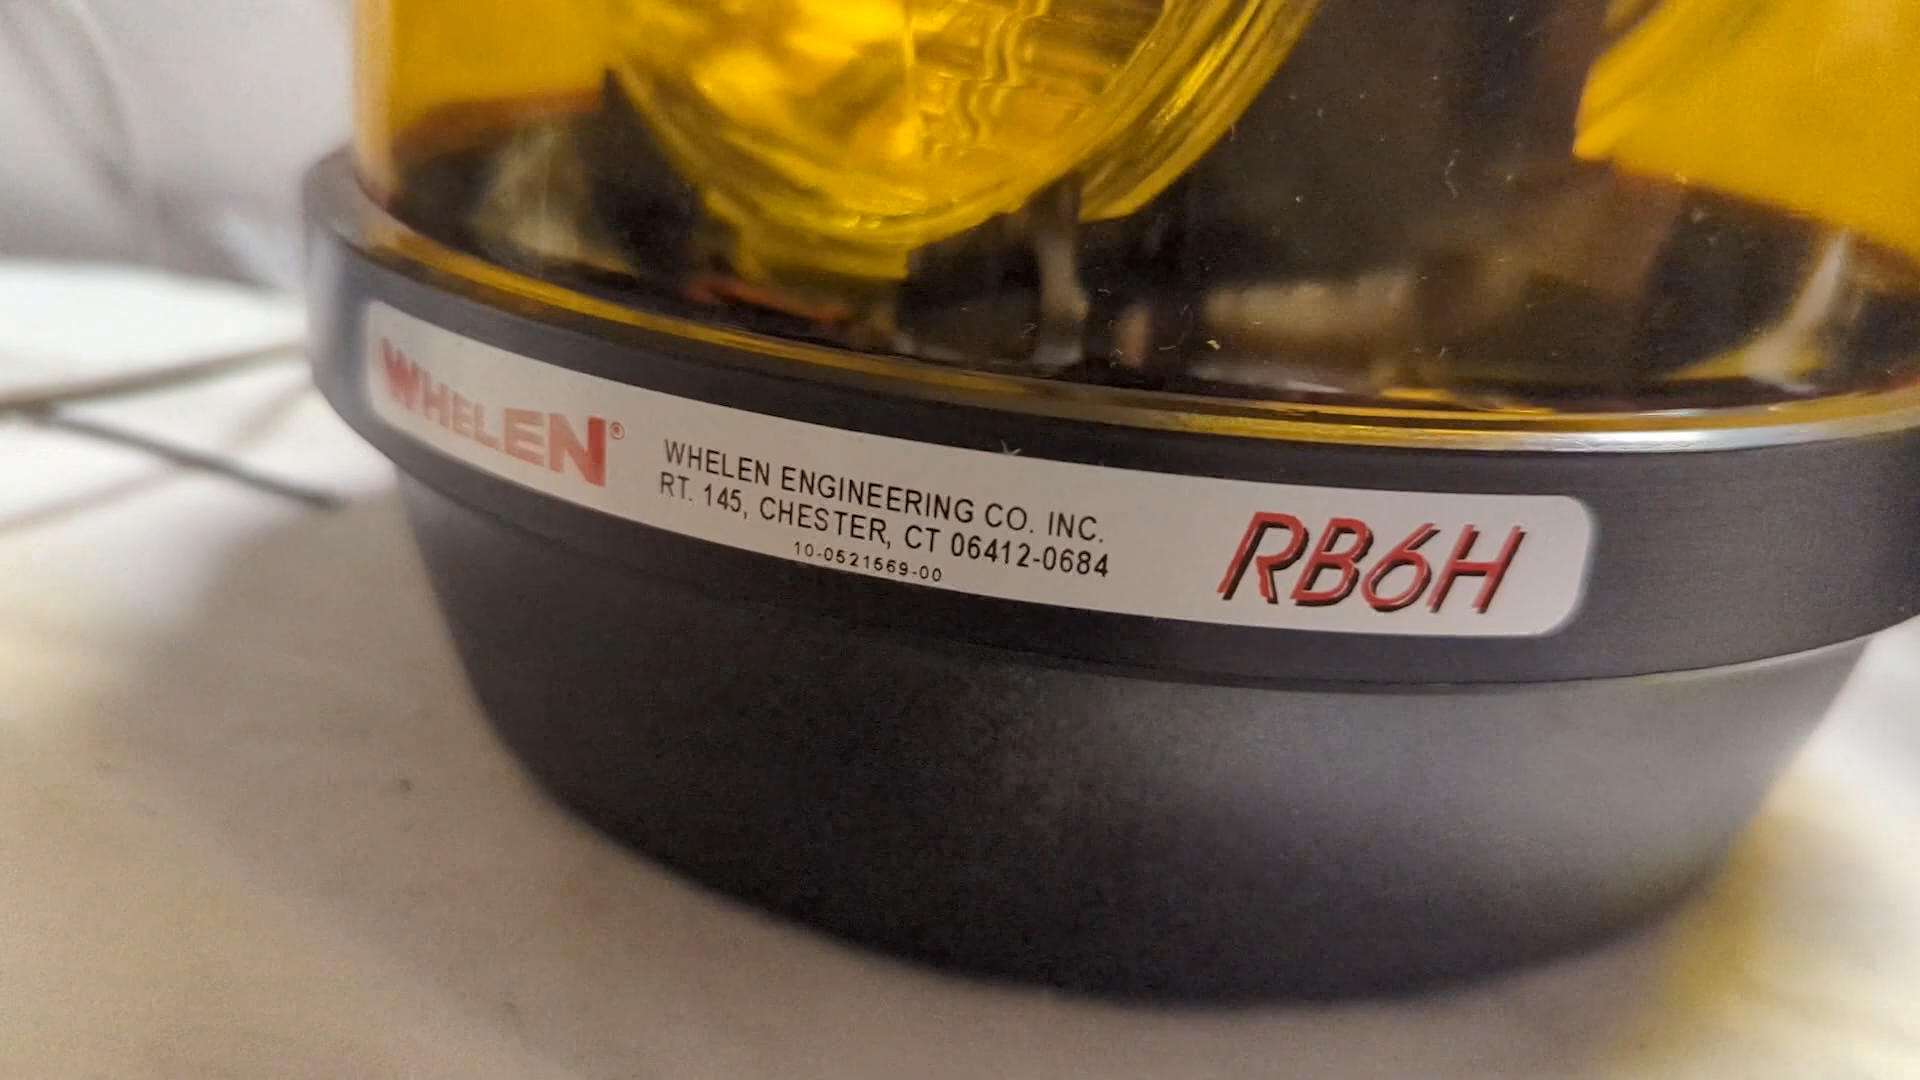 WHELEN®
WHELEN ENGINEERING CO. INC.
RT. 145, CHESTER, CT 06412-0684
10-0521569-00
RB6H